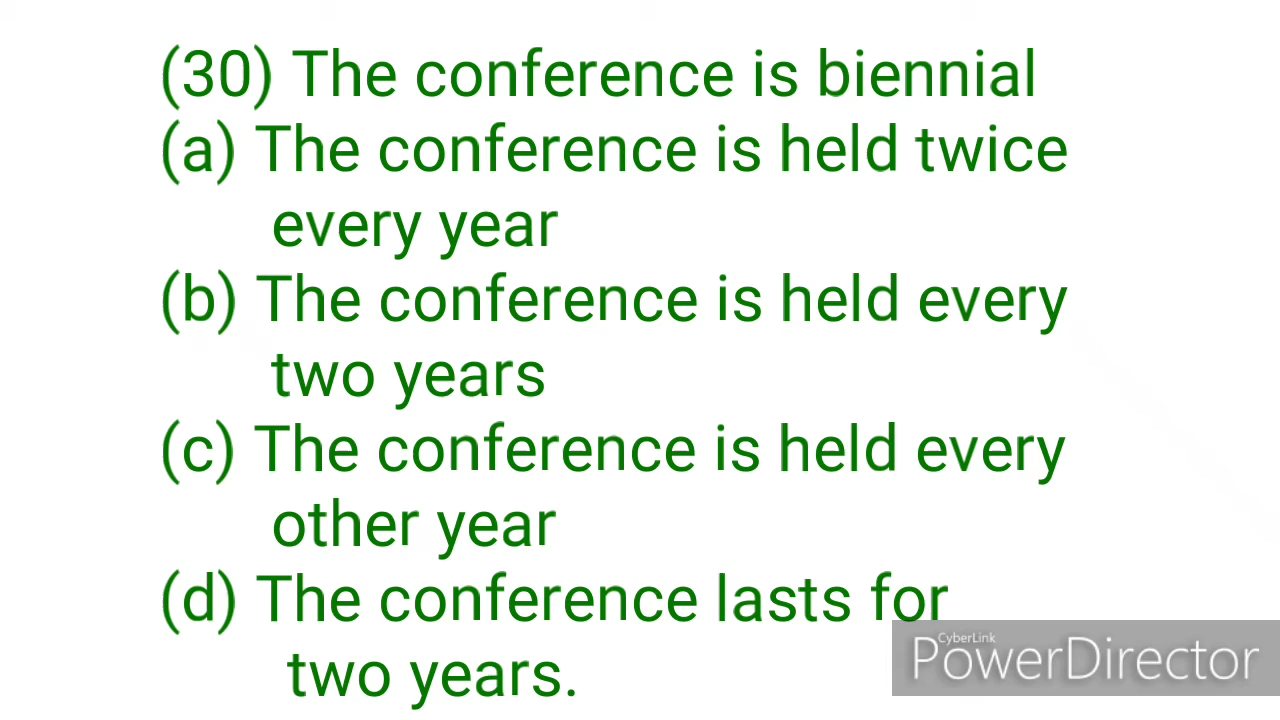 (30) The conference is biennial
(a) The conference is held twice
every year
(b) The conference is held every
two years
(c) The conference is held every
other year
(d) The conference lasts for
two years.
CyberLink
PowerDirector